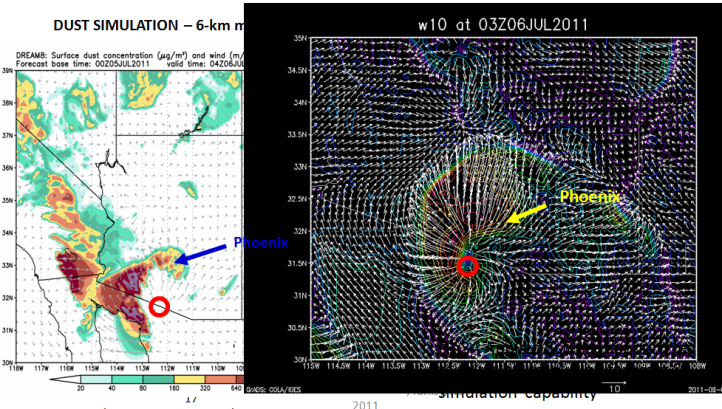 DUST SIMULATION – 6-km m
DREAM8: Surface dust concentration (µg/m³) and wind (m/
Forecast base time: 00Z05JUL2011 valid time: 04Z06JUL
39N
38N
37N
36N
35N
34N
33N
32N
31N
30N
118W 117W 116W 115W 114W 113W 112W 111W 110W
Phoenix
20 40 80 160 320 640
17
w10 at 03Z06JUL2011
35N
34.5N
34N
33.5N
33N
32.5N
32N
31.5N
31N
30.5N
30N
115W 114.5W 114W 113.5W 113W 112.5W 112W 111.5W 111W 110.5W 110W 109.5W 109W 108.5W 108W
Phoenix
GrADS: COLA/IGES
10
2011-09-0
simulation capability
2011